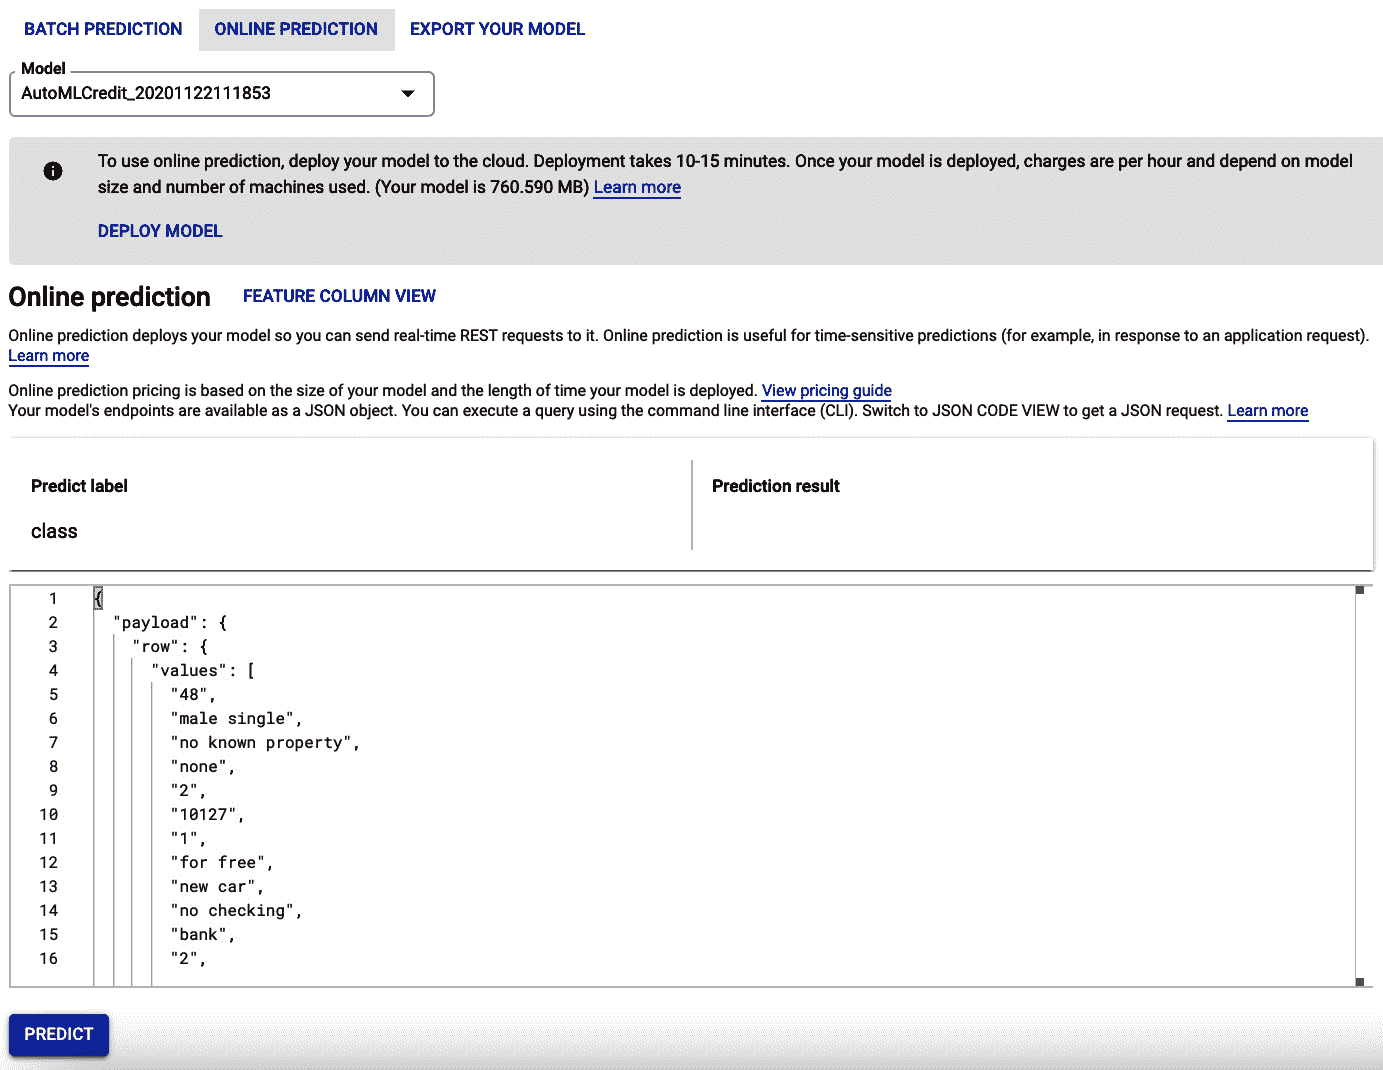 BATCH PREDICTION ONLINE PREDICTION EXPORT YOUR MODEL
Model
AutoMLCredit_20201122111853
To use online prediction, deploy your model to the cloud. Deployment takes 10-15 minutes. Once your model is deployed, charges are per hour and depend on model
size and number of machines used. (Your model is 760.590 MB) Learn more
DEPLOY MODEL
Online prediction FEATURE COLUMN VIEW
Online prediction deploys your model so you can send real-time REST requests to it. Online prediction is useful for time-sensitive predictions (for example, in response to an application request).
Learn more
Online prediction pricing is based on the size of your model and the length of time your model is deployed. View pricing guide
Your model's endpoints are available as a JSON object. You can execute a query using the command line interface (CLI). Switch to JSON CODE VIEW to get a JSON request. Learn more
Predict label Prediction result
class
1 {
2 "payload": {
3 "row": {
4 "values": [
5 "48",
6 "male single",
7 "no known property",
8 "none",
9 "2",
10 "10127",
11 "1",
12 "for free",
13 "new car",
14 "no checking",
15 "bank",
16 "2",
PREDICT